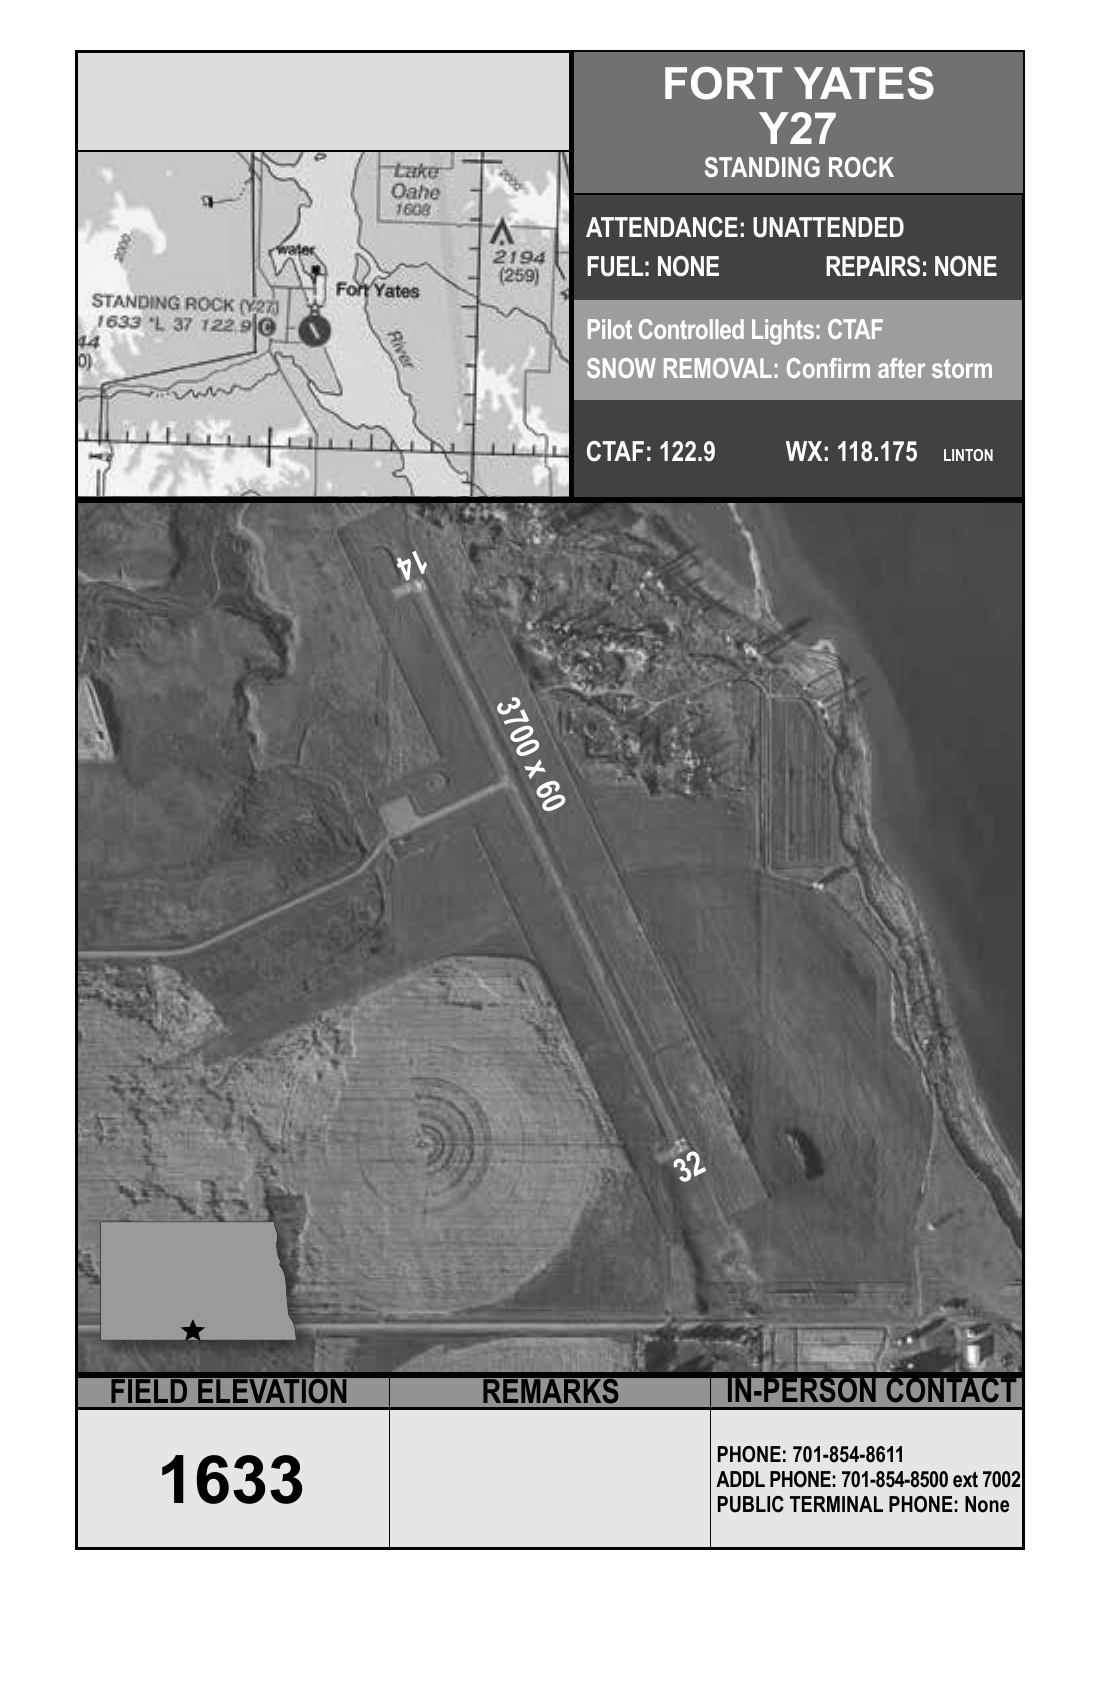 FORT YATES
Y27
STANDING ROCK
ATTENDANCE: UNATTENDED
FUEL: NONE REPAIRS: NONE
Pilot Controlled Lights: CTAF
SNOW REMOVAL: Confirm after storm
CTAF: 122.9 WX: 118.175 LINTON
Lake
Oahe
1608
2000
2000
water
2194
(259)
Fort Yates
STANDING ROCK (Y27)
1633 *L 37 122.9 C
River
14
3700 x 60
32
FIELD ELEVATION
1633
REMARKS
IN-PERSON CONTACT
PHONE: 701-854-8611
ADDL PHONE: 701-854-8500 ext 7002
PUBLIC TERMINAL PHONE: None